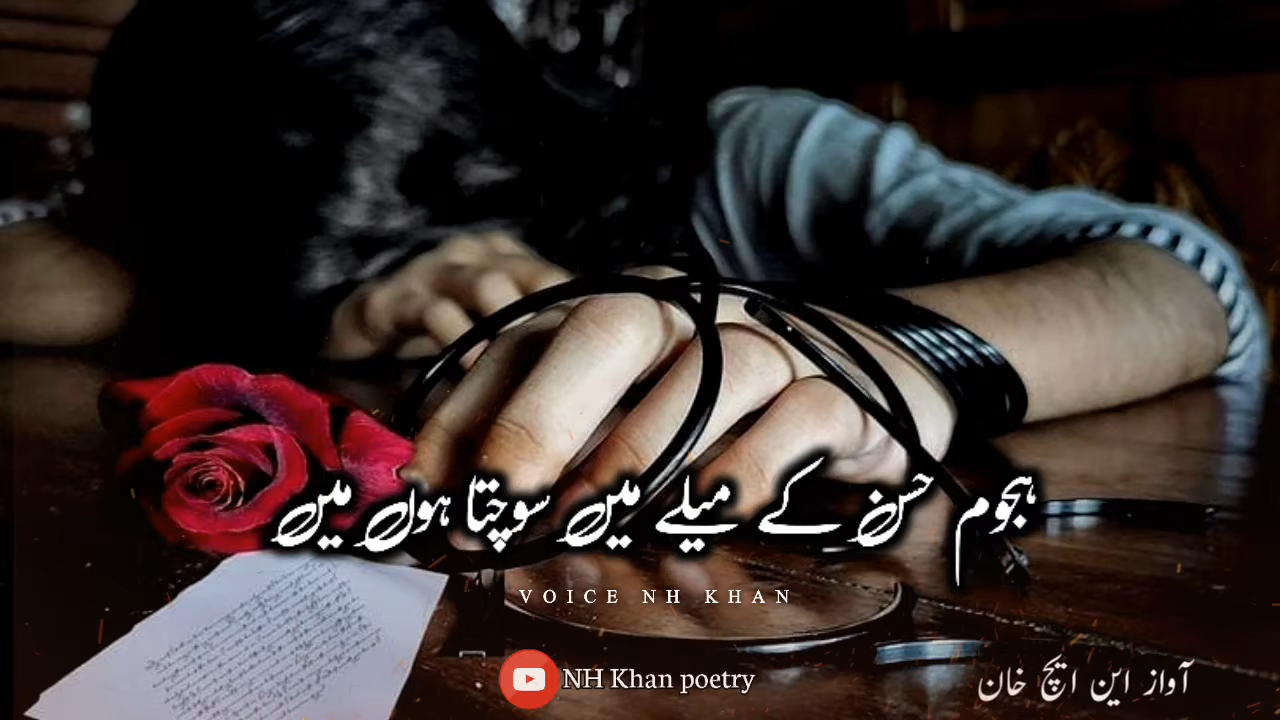 ہجوم حسن کے میلے میں سوچتا ہوں میں
VOICE NH KHAN
NH Khan poetry
آواز این ایچ خان